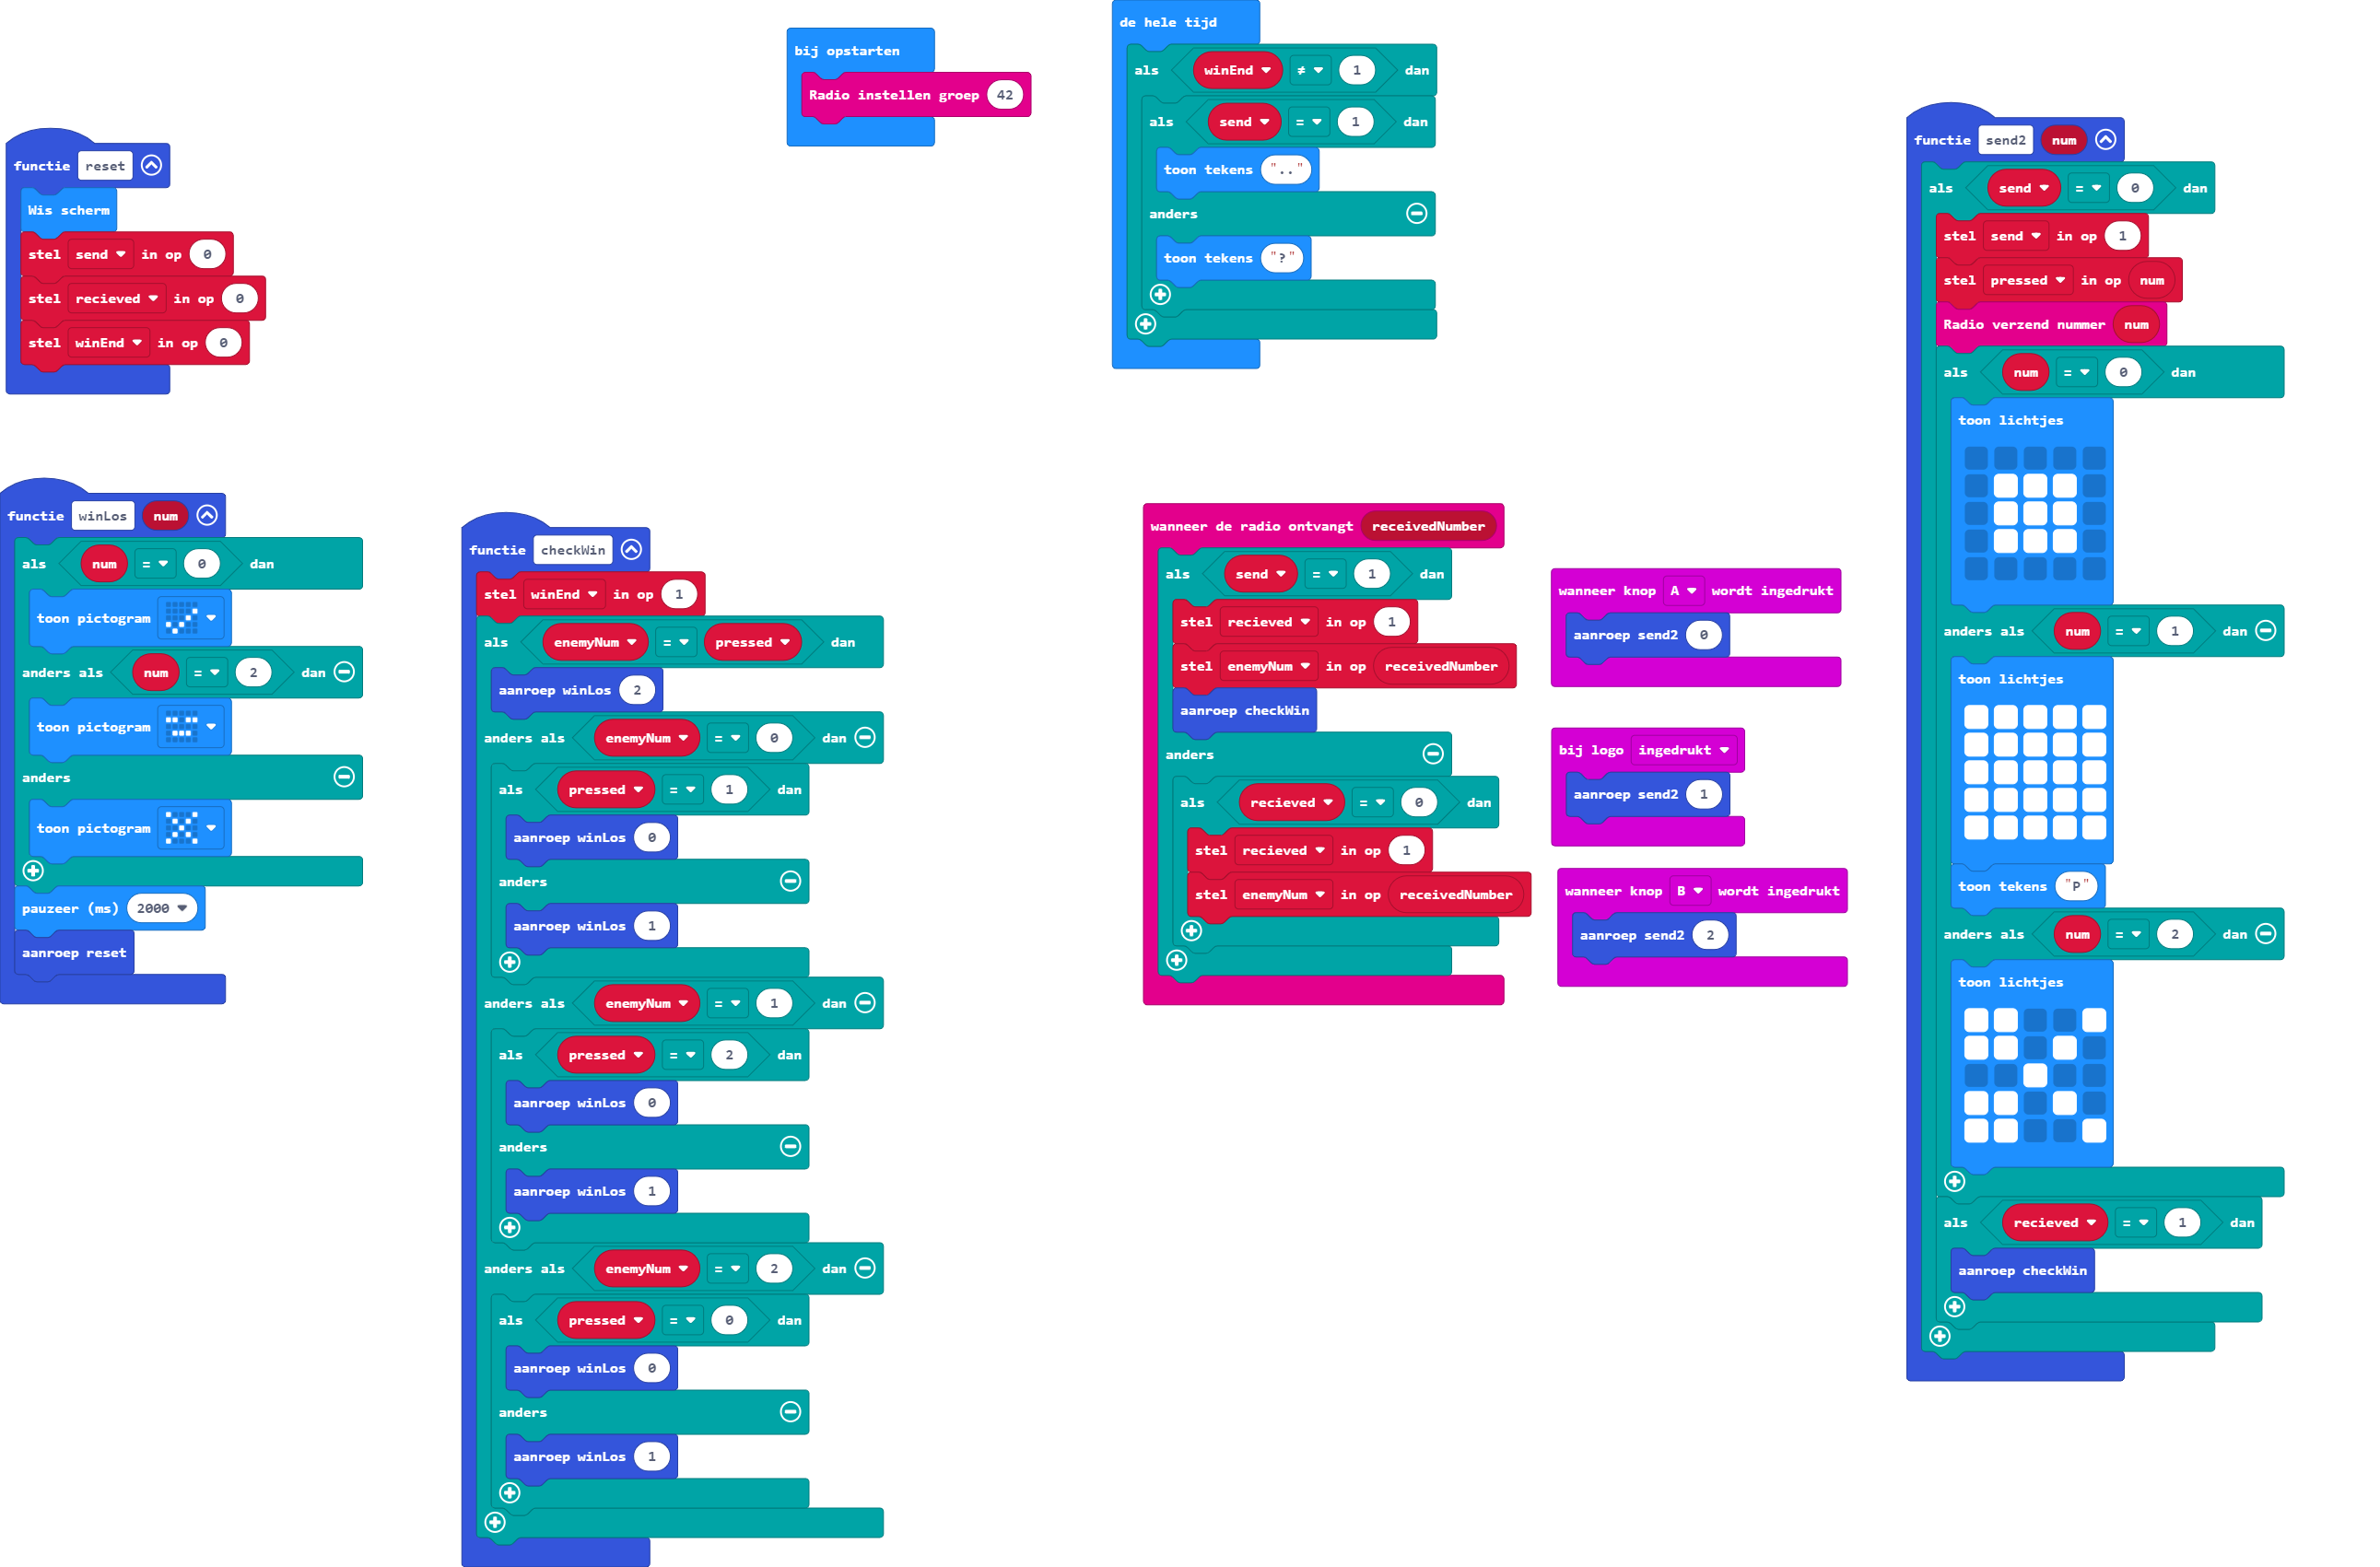 functie reset
Wis scherm
stel send in op 0
stel recieved in op 0
stel winEnd in op 0
bij opstarten
Radio instellen groep 42
de hele tijd
als winEnd ≠ 1 dan
als send = 1 dan
toon tekens ".."
anders
toon tekens "?"
functie winLos num
als num = 0 dan
toon pictogram
anders als num = 2 dan
toon pictogram
anders
toon pictogram
pauzeer (ms) 2000
aanroep reset
functie checkWin
stel winEnd in op 1
als enemyNum = pressed dan
aanroep winLos 2
anders als enemyNum = 0 dan
als pressed = 1 dan
aanroep winLos 0
anders
aanroep winLos 1
anders als enemyNum = 1 dan
als pressed = 2 dan
aanroep winLos 0
anders
aanroep winLos 1
anders als enemyNum = 2 dan
als pressed = 0 dan
aanroep winLos 0
anders
aanroep winLos 1
wanneer de radio ontvangt receivedNumber
als send = 1 dan
stel recieved in op 1
stel enemyNum in op receivedNumber
aanroep checkWin
anders
als recieved = 0 dan
stel recieved in op 1
stel enemyNum in op receivedNumber
wanneer knop A wordt ingedrukt
aanroep send2 0
bij logo ingedrukt
aanroep send2 1
wanneer knop B wordt ingedrukt
aanroep send2 2
functie send2 num
als send = 0 dan
stel send in op 1
stel pressed in op num
Radio verzend nummer num
als num = 0 dan
toon lichtjes
anders als num = 1 dan
toon lichtjes
toon tekens "P"
anders als num = 2 dan
toon lichtjes
als recieved = 1 dan
aanroep checkWin